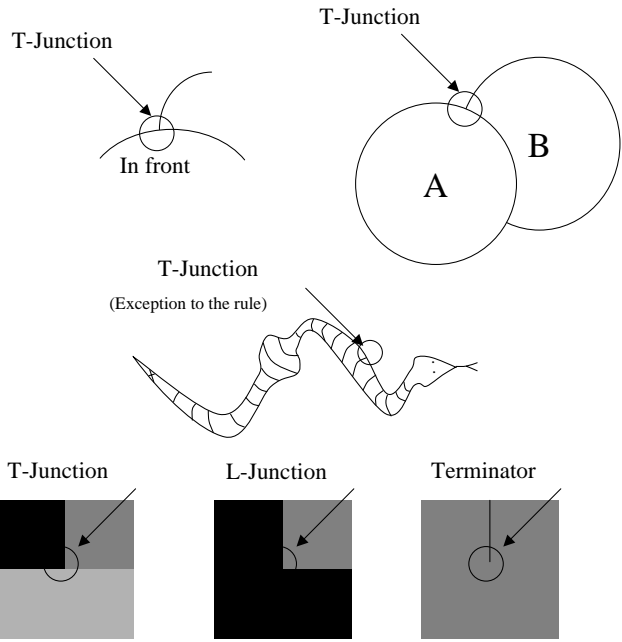 T-Junction
T-Junction
In front
A
B
T-Junction
(Exception to the rule)
T-Junction
L-Junction
Terminator